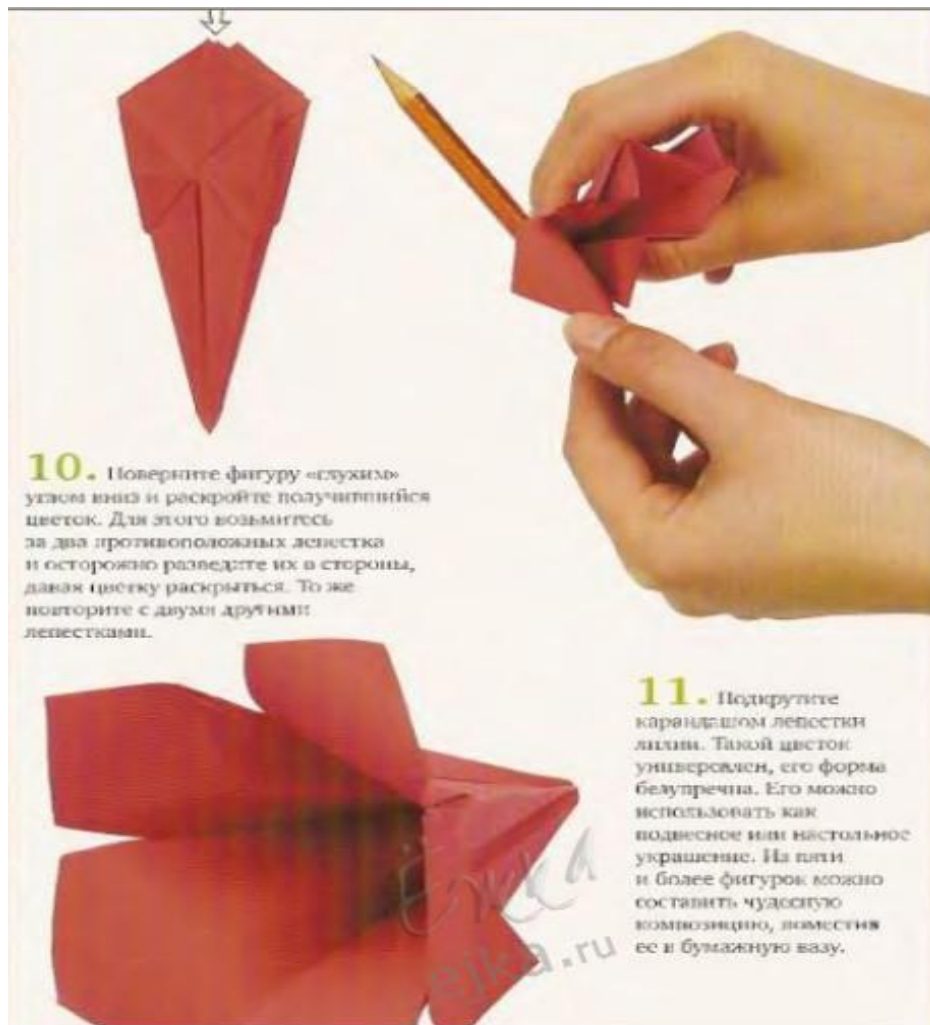 10. Поверните фигуру «глухим»
углом вниз и раскройте получившийся
цветок. Для этого возьмитесь
за два противоположных лепестка
и осторожно разведите их в стороны,
давая цветку раскрыться. То же
повторите с двумя другими
лепестками.
11. Подкрутите
карандашом лепестки
лилии. Такой цветок
универсален, его форма
безупречна. Его можно
использовать как
подвесное или настольное
украшение. Из пяти
и более фигурок можно
составить чудесную
композицию, поместив
ее в бумажную вазу.
Ёжка
ejka.ru